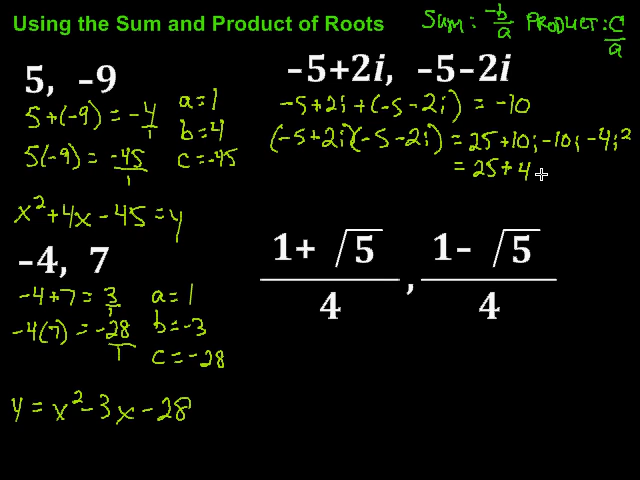 Using the Sum and Product of Roots
SUM: -b/a PRODUCT: C/a
5, -9
5+(-9) = -4/1
5(-9) = -45/1
a=1
b=4
c=-45
x²+4x-45=y
-4, 7
-4+7 = 3/1
-4(7) = -28/1
a=1
b=-3
c=-28
y=x²-3x-28
-5+2i, -5-2i
-5+2i+(-5-2i) = -10
(-5+2i)(-5-2i) = 25+10i-10i-4i²
= 25+4
1+√5/4, 1-√5/4